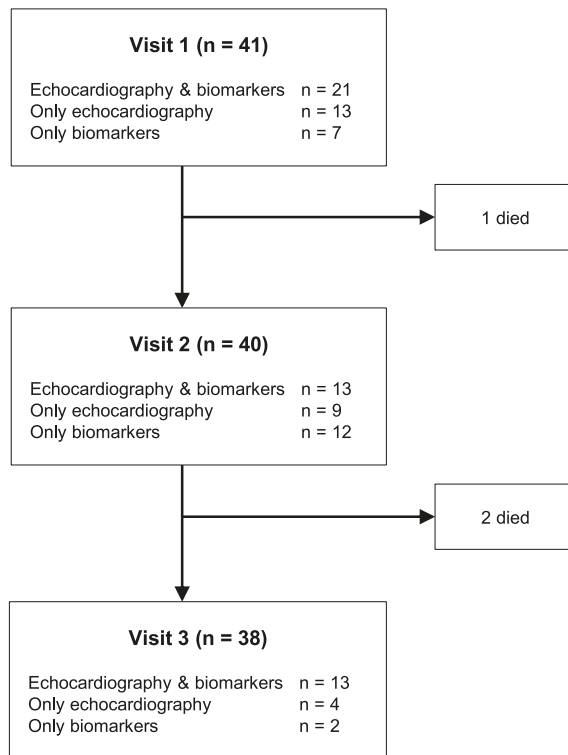 Visit 1 (n = 41)
Echocardiography & biomarkers n = 21
Only echocardiography n = 13
Only biomarkers n = 7
1 died
Visit 2 (n = 40)
Echocardiography & biomarkers n = 13
Only echocardiography n = 9
Only biomarkers n = 12
2 died
Visit 3 (n = 38)
Echocardiography & biomarkers n = 13
Only echocardiography n = 4
Only biomarkers n = 2